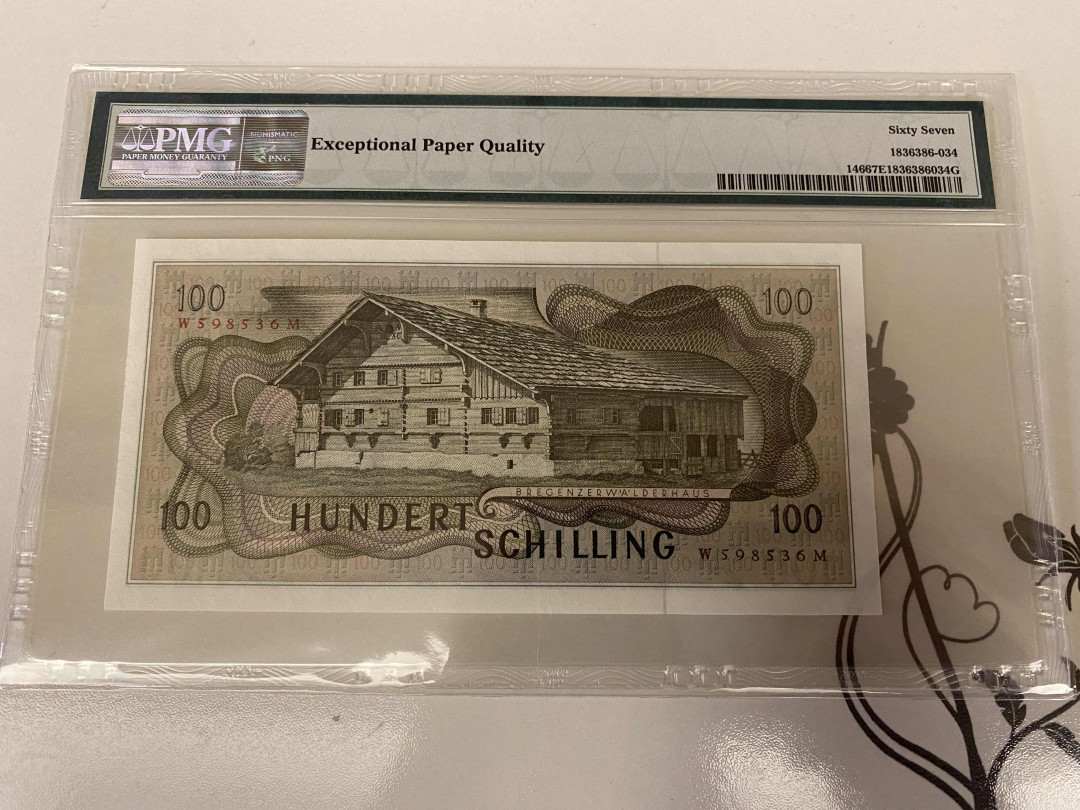 PMG
PAPER MONEY GUARANTY
NUMISMATIC
PNG
Exceptional Paper Quality
Sixty Seven
1836386-034
14667E1836386034G
100
100
W598536M
BREGENZERWÄLDERHAUS
100
HUNDERT
100
SCHILLING
W598536M